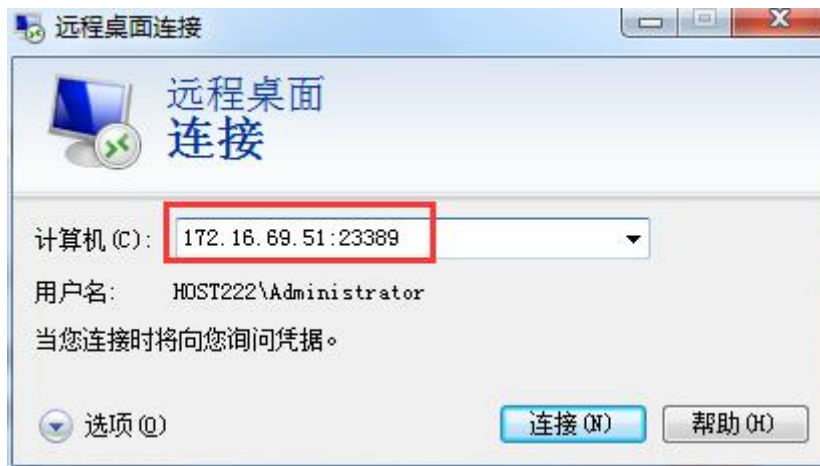 远程桌面连接
远程桌面
连接
计算机(C): 172.16.69.51:23389
用户名: HOST222\Administrator
当您连接时将向您询问凭据。
选项(O) 连接(N) 帮助(H)